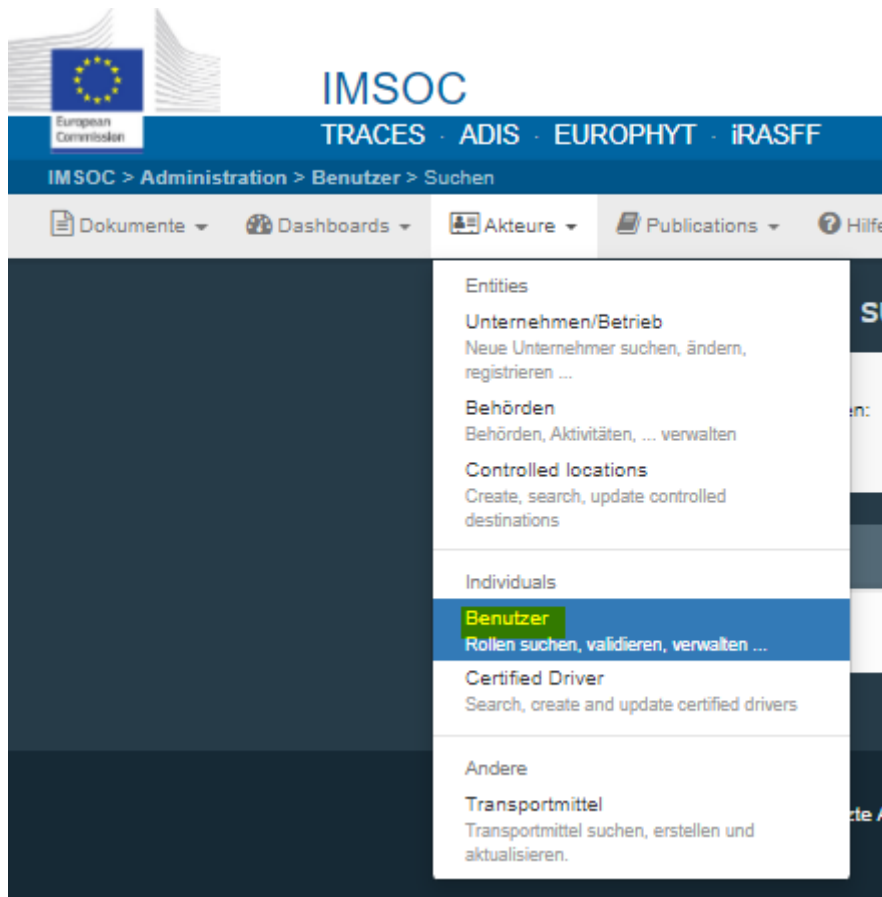 European
Commission
IMSOC
TRACES · ADIS · EUROPHYT · iRASFF
IMSOC > Administration > Benutzer > Suchen
Dokumente
Dashboards
Akteure
Publications
Hilfe
Entities
Unternehmen/Betrieb
Neue Unternehmer suchen, ändern,
registrieren ...
Behörden
Behörden, Aktivitäten, ... verwalten
Controlled locations
Create, search, update controlled
destinations
Individuals
Benutzer
Rollen suchen, validieren, verwalten ...
Certified Driver
Search, create and update certified drivers
Andere
Transportmittel
Transportmittel suchen, erstellen und
aktualisieren.